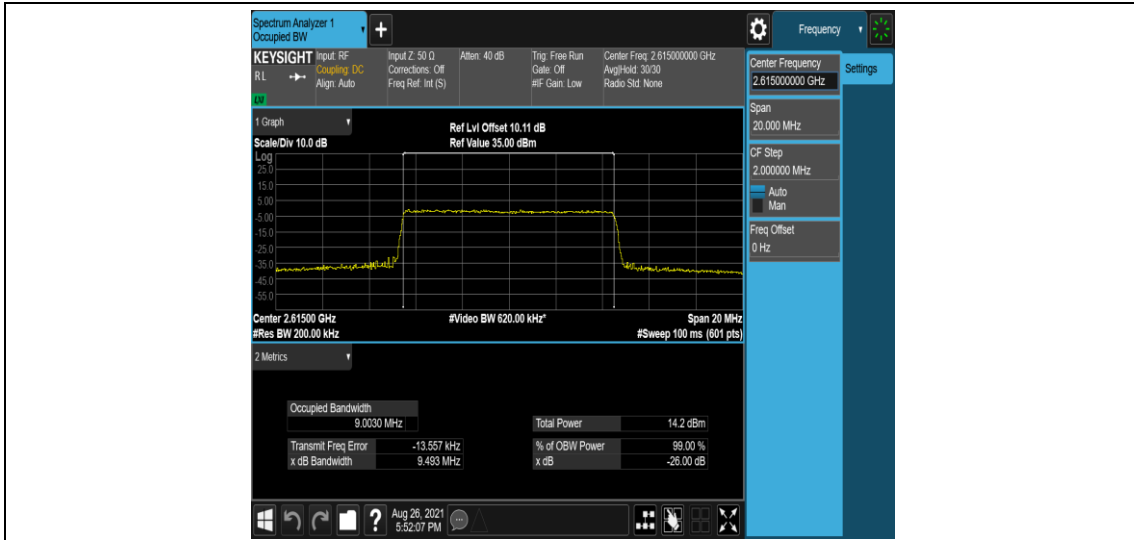 Spectrum Analyzer 1
Occupied BW
+
Frequency
KEYSIGHT
RL
Input: RF
Coupling: DC
Align: Auto
Input Z: 50 Ω
Corrections: Off
Freq Ref: Int (S)
Atten: 40 dB
Trig: Free Run
Gate: Off
#IF Gain: Low
Center Freq: 2.615000000 GHz
Avg|Hold: 30/30
Radio Std: None
Center Frequency
2.615000000 GHz
Settings
Span
20.000 MHz
CF Step
2.000000 MHz
Auto
Man
Freq Offset
0 Hz
1 Graph
Scale/Div 10.0 dB
Ref Lvl Offset 10.11 dB
Ref Value 35.00 dBm
Log
25.0
15.0
5.00
-5.00
-15.0
-25.0
-35.0
-45.0
-55.0
Center 2.61500 GHz
#Video BW 620.00 kHz*
Span 20 MHz
#Res BW 200.00 kHz
#Sweep 100 ms (601 pts)
2 Metrics
Occupied Bandwidth
9.0030 MHz
Total Power
14.2 dBm
Transmit Freq Error
-13.557 kHz
% of OBW Power
99.00 %
x dB Bandwidth
9.493 MHz
x dB
-26.00 dB
?
Aug 26, 2021
5:52:07 PM